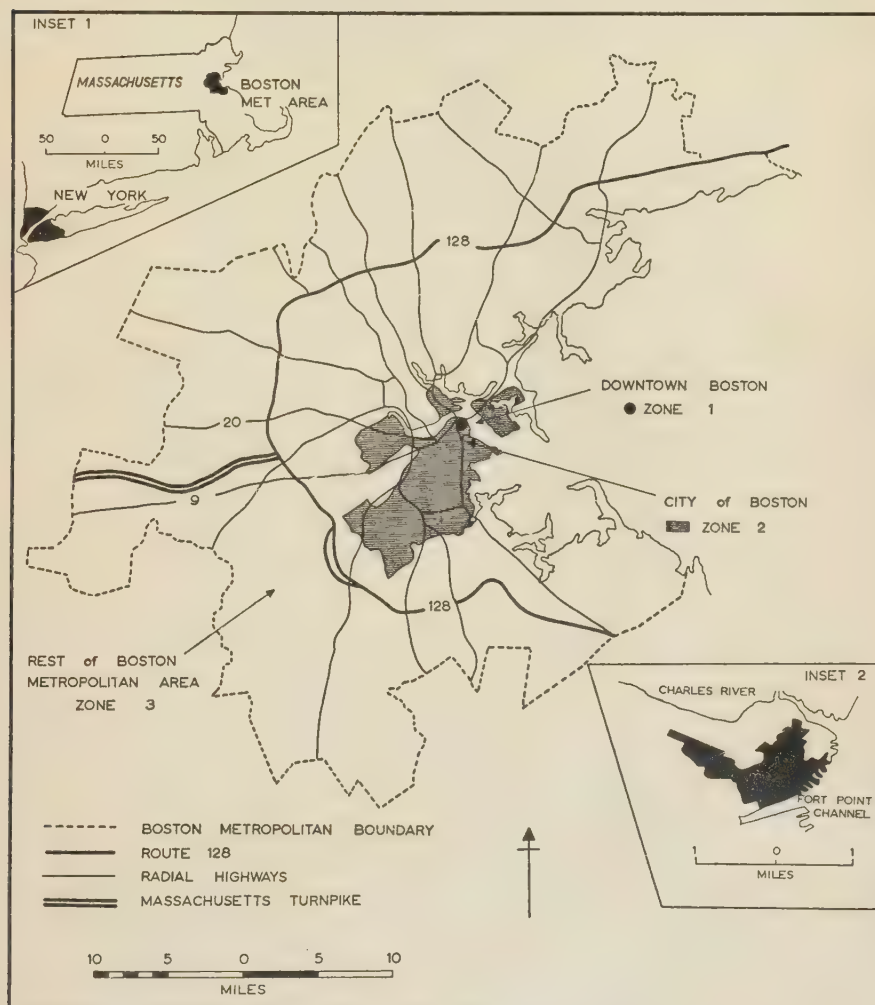 INSET 1
MASSACHUSETTS
BOSTON
MET AREA
50 0 50
MILES
NEW YORK
128
DOWNTOWN BOSTON
ZONE 1
20
CITY of BOSTON
ZONE 2
9
128
REST of BOSTON
METROPOLITAN AREA
ZONE 3
INSET 2
CHARLES RIVER
FORT POINT
CHANNEL
1 0 1
MILES
BOSTON METROPOLITAN BOUNDARY
ROUTE 128
RADIAL HIGHWAYS
MASSACHUSETTS TURNPIKE
10 5 0 5 10
MILES